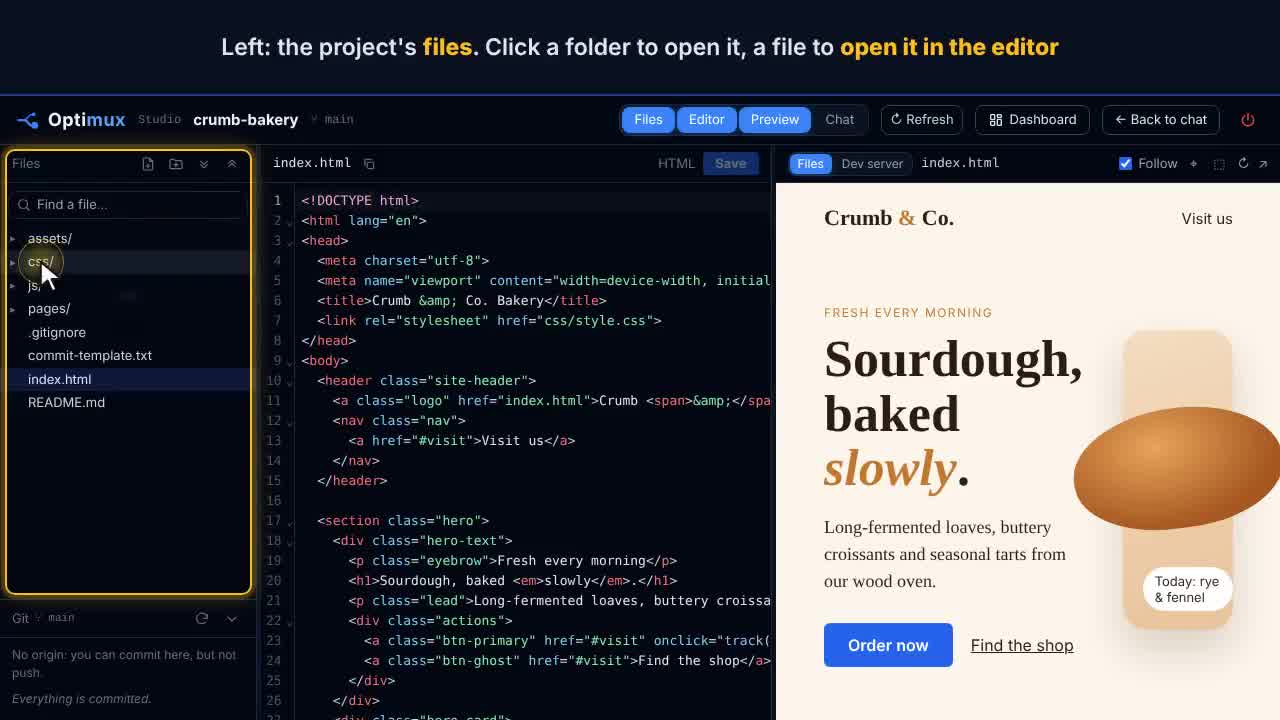 Left: the project's files. Click a folder to open it, a file to open it in the editor
Optimux Studio crumb-bakery main
Files Editor Preview Chat Refresh Dashboard ← Back to chat
Files
Find a file...
assets/
css/
js/
pages/
.gitignore
commit-template.txt
index.html
README.md
Git main
No origin: you can commit here, but not
push.
Everything is committed.
index.html HTML Save
1 <!DOCTYPE html>
2 <html lang="en">
3 <head>
4 <meta charset="utf-8">
5 <meta name="viewport" content="width=device-width, initial
6 <title>Crumb &amp; Co. Bakery</title>
7 <link rel="stylesheet" href="css/style.css">
8 </head>
9 <body>
10 <header class="site-header">
11 <a class="logo" href="index.html">Crumb <span>&amp;</spa
12 <nav class="nav">
13 <a href="#visit">Visit us</a>
14 </nav>
15 </header>
16
17 <section class="hero">
18 <div class="hero-text">
19 <p class="eyebrow">Fresh every morning</p>
20 <h1>Sourdough, baked <em>slowly</em>.</h1>
21 <p class="lead">Long-fermented loaves, buttery croissa
22 <div class="actions">
23 <a class="btn-primary" href="#visit" onclick="track(
24 <a class="btn-ghost" href="#visit">Find the shop</a>
25 </div>
26 </div>
27 <div class="hero-card">
Files Dev server index.html Follow
Crumb & Co. Visit us
FRESH EVERY MORNING
Sourdough,
baked
slowly.
Long-fermented loaves, buttery
croissants and seasonal tarts from
our wood oven.
Today: rye
& fennel
Order now Find the shop